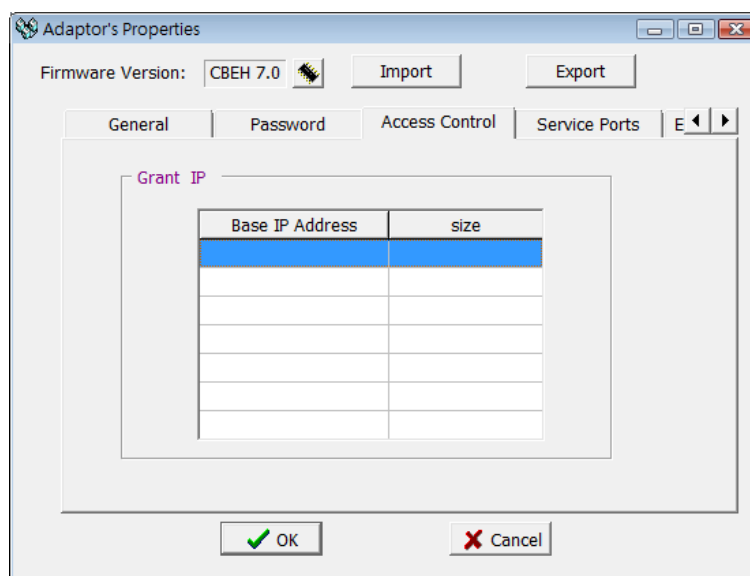 Adaptor's Properties
Firmware Version: CBEH 7.0 Import Export
General Password Access Control Service Ports E
Grant IP
Base IP Address size
OK Cancel